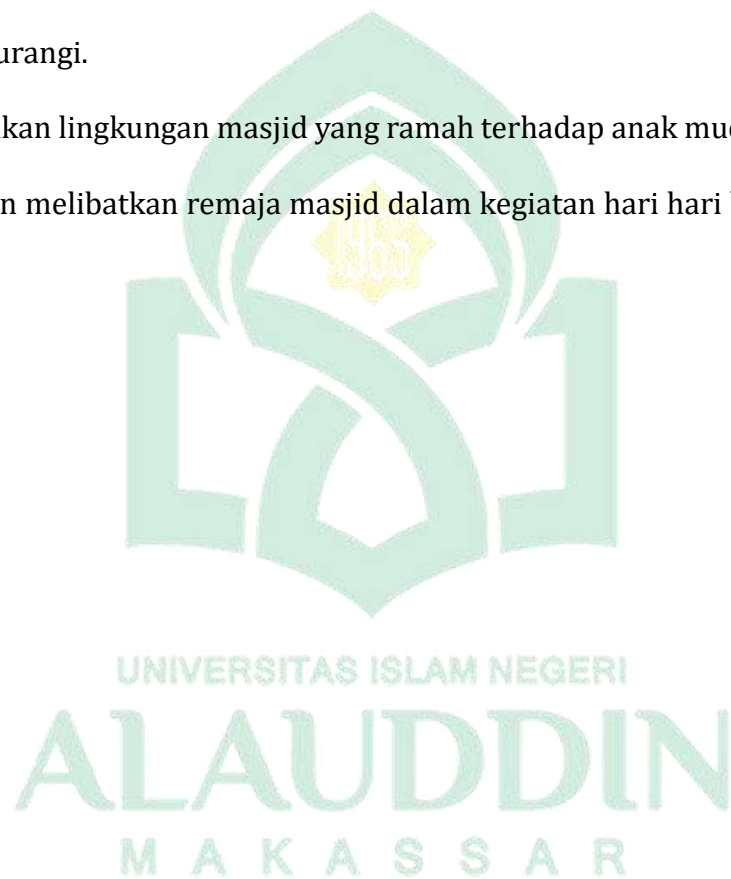 urangi.
kan lingkungan masjid yang ramah terhadap anak mu
n melibatkan remaja masjid dalam kegiatan hari hari
1965
UNIVERSITAS ISLAM NEGERI
ALAUDDIN
MAKASSAR